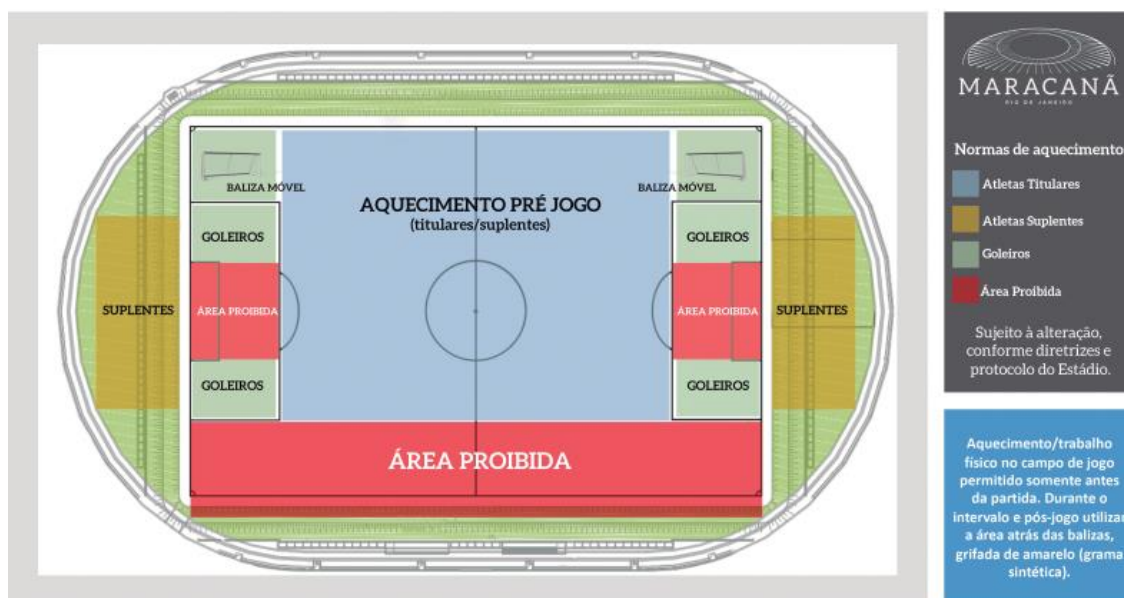 BALIZA MÓVEL
BALIZA MÓVEL
AQUECIMENTO PRÉ JOGO
(titulares/suplentes)
GOLEIROS
GOLEIROS
SUPLENTES
ÁREA PROIBIDA
ÁREA PROIBIDA
SUPLENTES
GOLEIROS
GOLEIROS
ÁREA PROIBIDA
MARACANÃ
RIO DE JANEIRO
Normas de aquecimento
Atletas Titulares
Atletas Suplentes
Goleiros
Área Proibida
Sujeito à alteração,
conforme diretrizes e
protocolo do Estádio.
Aquecimento/trabalho
físico no campo de jogo
permitido somente antes
da partida. Durante o
intervalo e pós-jogo utilizar
a área atrás das balizas,
grifada de amarelo (grama
sintética).